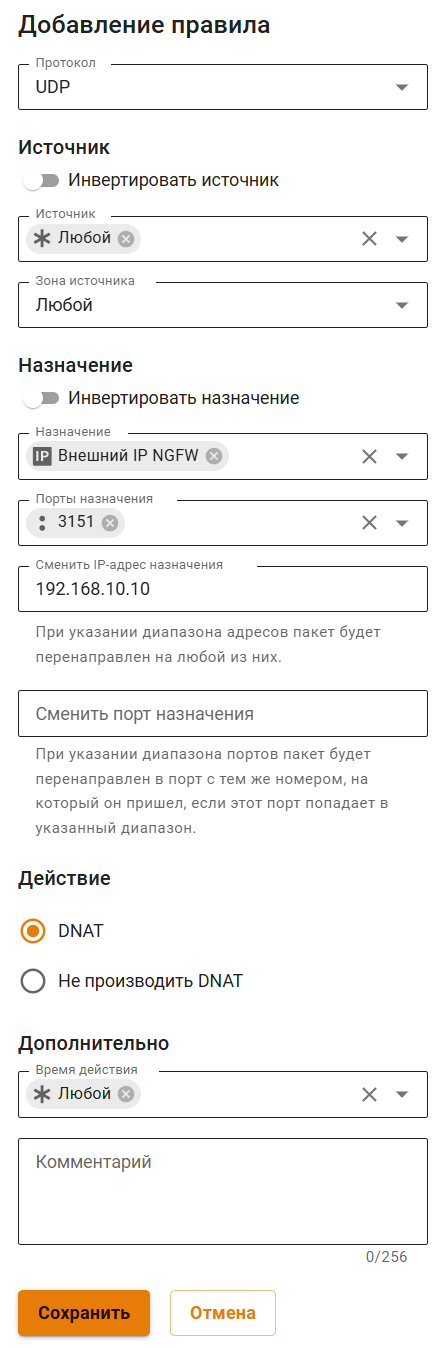 Добавление правила
Протокол
UDP
Источник
Инвертировать источник
Источник
Любой
Зона источника
Любой
Назначение
Инвертировать назначение
Назначение
IP Внешний IP NGFW
Порты назначения
3151
Сменить IP-адрес назначения
192.168.10.10
При указании диапазона адресов пакет будет
перенаправлен на любой из них.
Сменить порт назначения
При указании диапазона портов пакет будет
перенаправлен в порт с тем же номером, на
который он пришел, если этот порт попадает в
указанный диапазон.
Действие
DNAT
Не производить DNAT
Дополнительно
Время действия
Любой
Комментарий
0/256
Сохранить Отмена